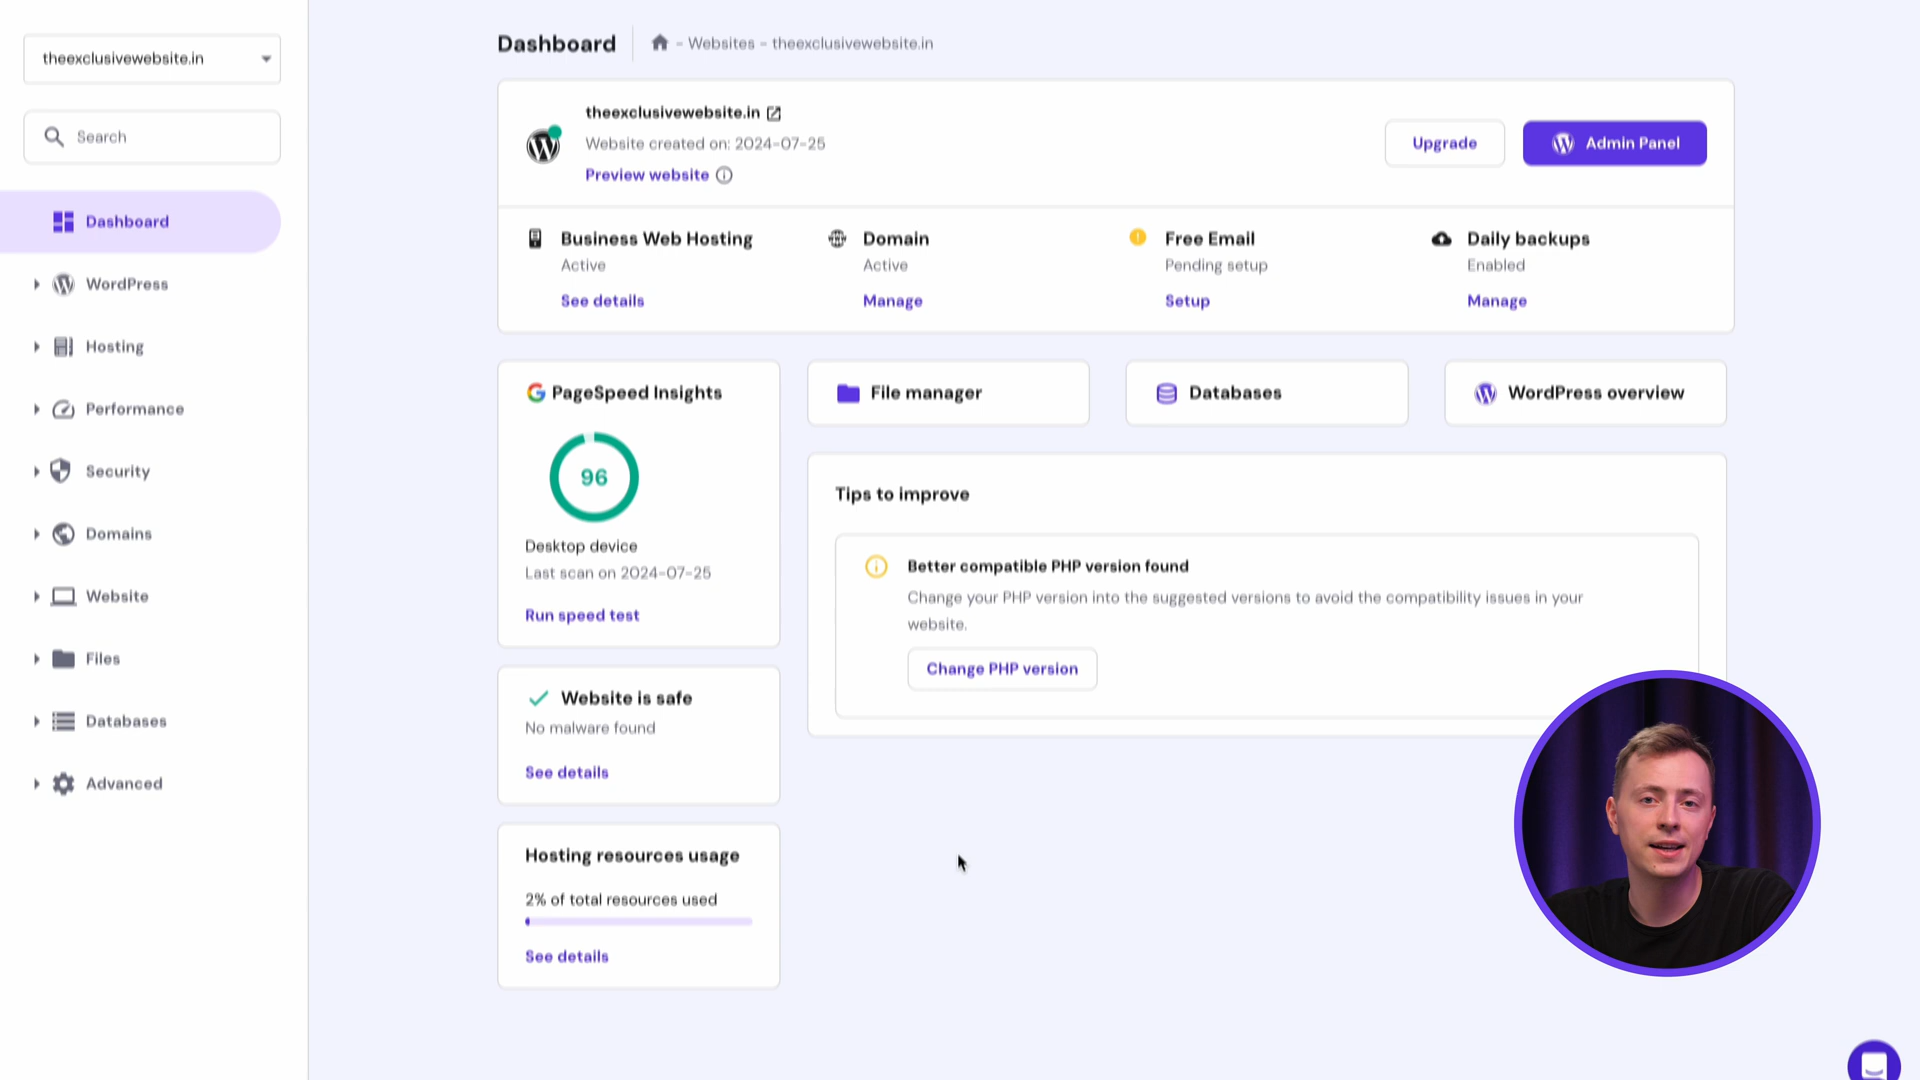 theexclusivewebsite.in
Search
Dashboard
WordPress
Hosting
Performance
Security
Domains
Website
Files
Databases
Advanced
Dashboard
- Websites - theexclusivewebsite.in
theexclusivewebsite.in
Website created on: 2024-07-25
Preview website
Upgrade
Admin Panel
Business Web Hosting
Active
See details
Domain
Active
Manage
Free Email
Pending setup
Setup
Daily backups
Enabled
Manage
PageSpeed Insights
96
Desktop device
Last scan on 2024-07-25
Run speed test
File manager
Databases
WordPress overview
Tips to improve
Better compatible PHP version found
Change your PHP version into the suggested versions to avoid the compatibility issues in your
website.
Change PHP version
Website is safe
No malware found
See details
Hosting resources usage
2% of total resources used
See details